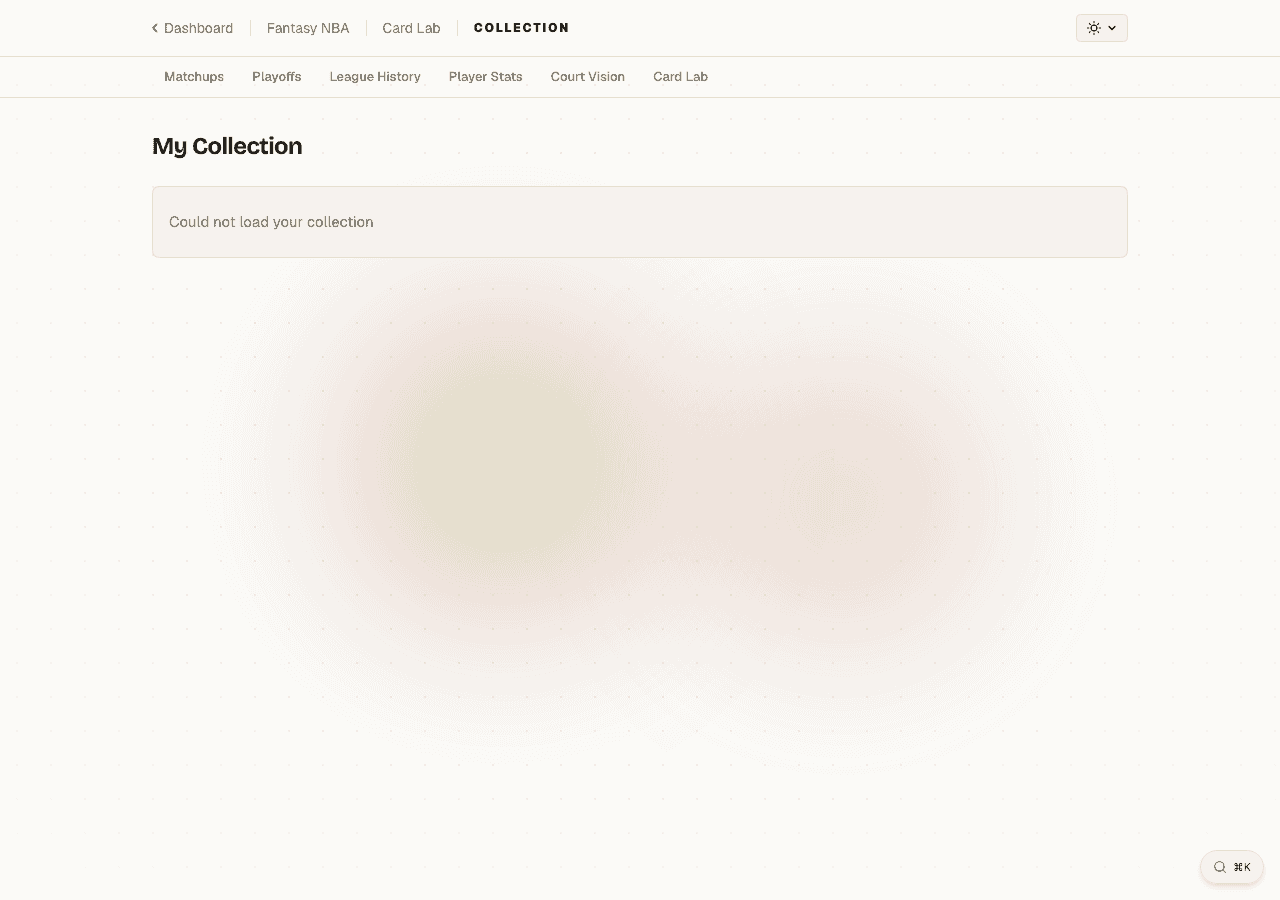 Dashboard Fantasy NBA Card Lab COLLECTION
Matchups Playoffs League History Player Stats Court Vision Card Lab
My Collection
Could not load your collection
⌘K